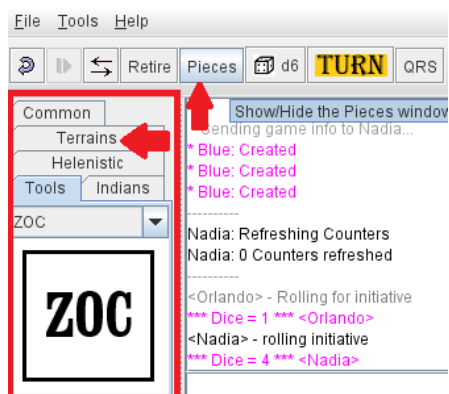 File Tools Help
Retire Pieces d6 TURN QRS
Show/Hide the Pieces window
Common
Terrains
Helenistic
Tools Indians
ZOC
ZOC
Sending game info to Nadia...
* Blue: Created
* Blue: Created
* Blue: Created
----------
Nadia: Refreshing Counters
Nadia: 0 Counters refreshed
----------
<Orlando> - Rolling for initiative
*** Dice = 1 *** <Orlando>
<Nadia> - rolling initiative
*** Dice = 4 *** <Nadia>